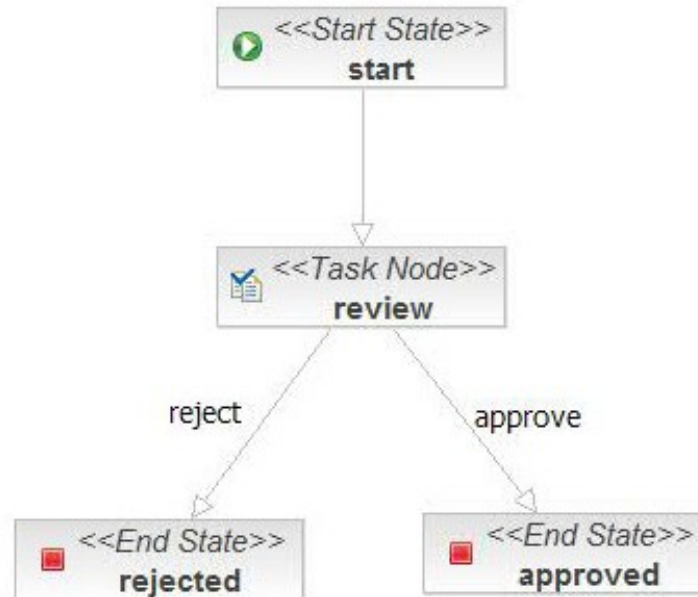 <<Start State>>
start
<<Task Node>>
review
reject
approve
<<End State>>
rejected
<<End State>>
approved